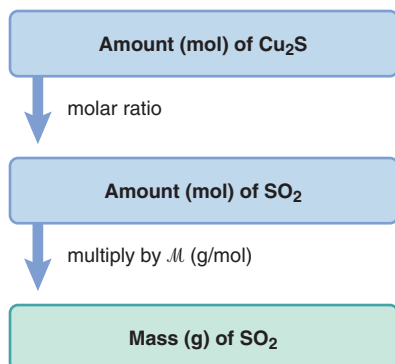 Amount (mol) of Cu₂S
molar ratio
Amount (mol) of SO₂
multiply by ℳ (g/mol)
Mass (g) of SO₂